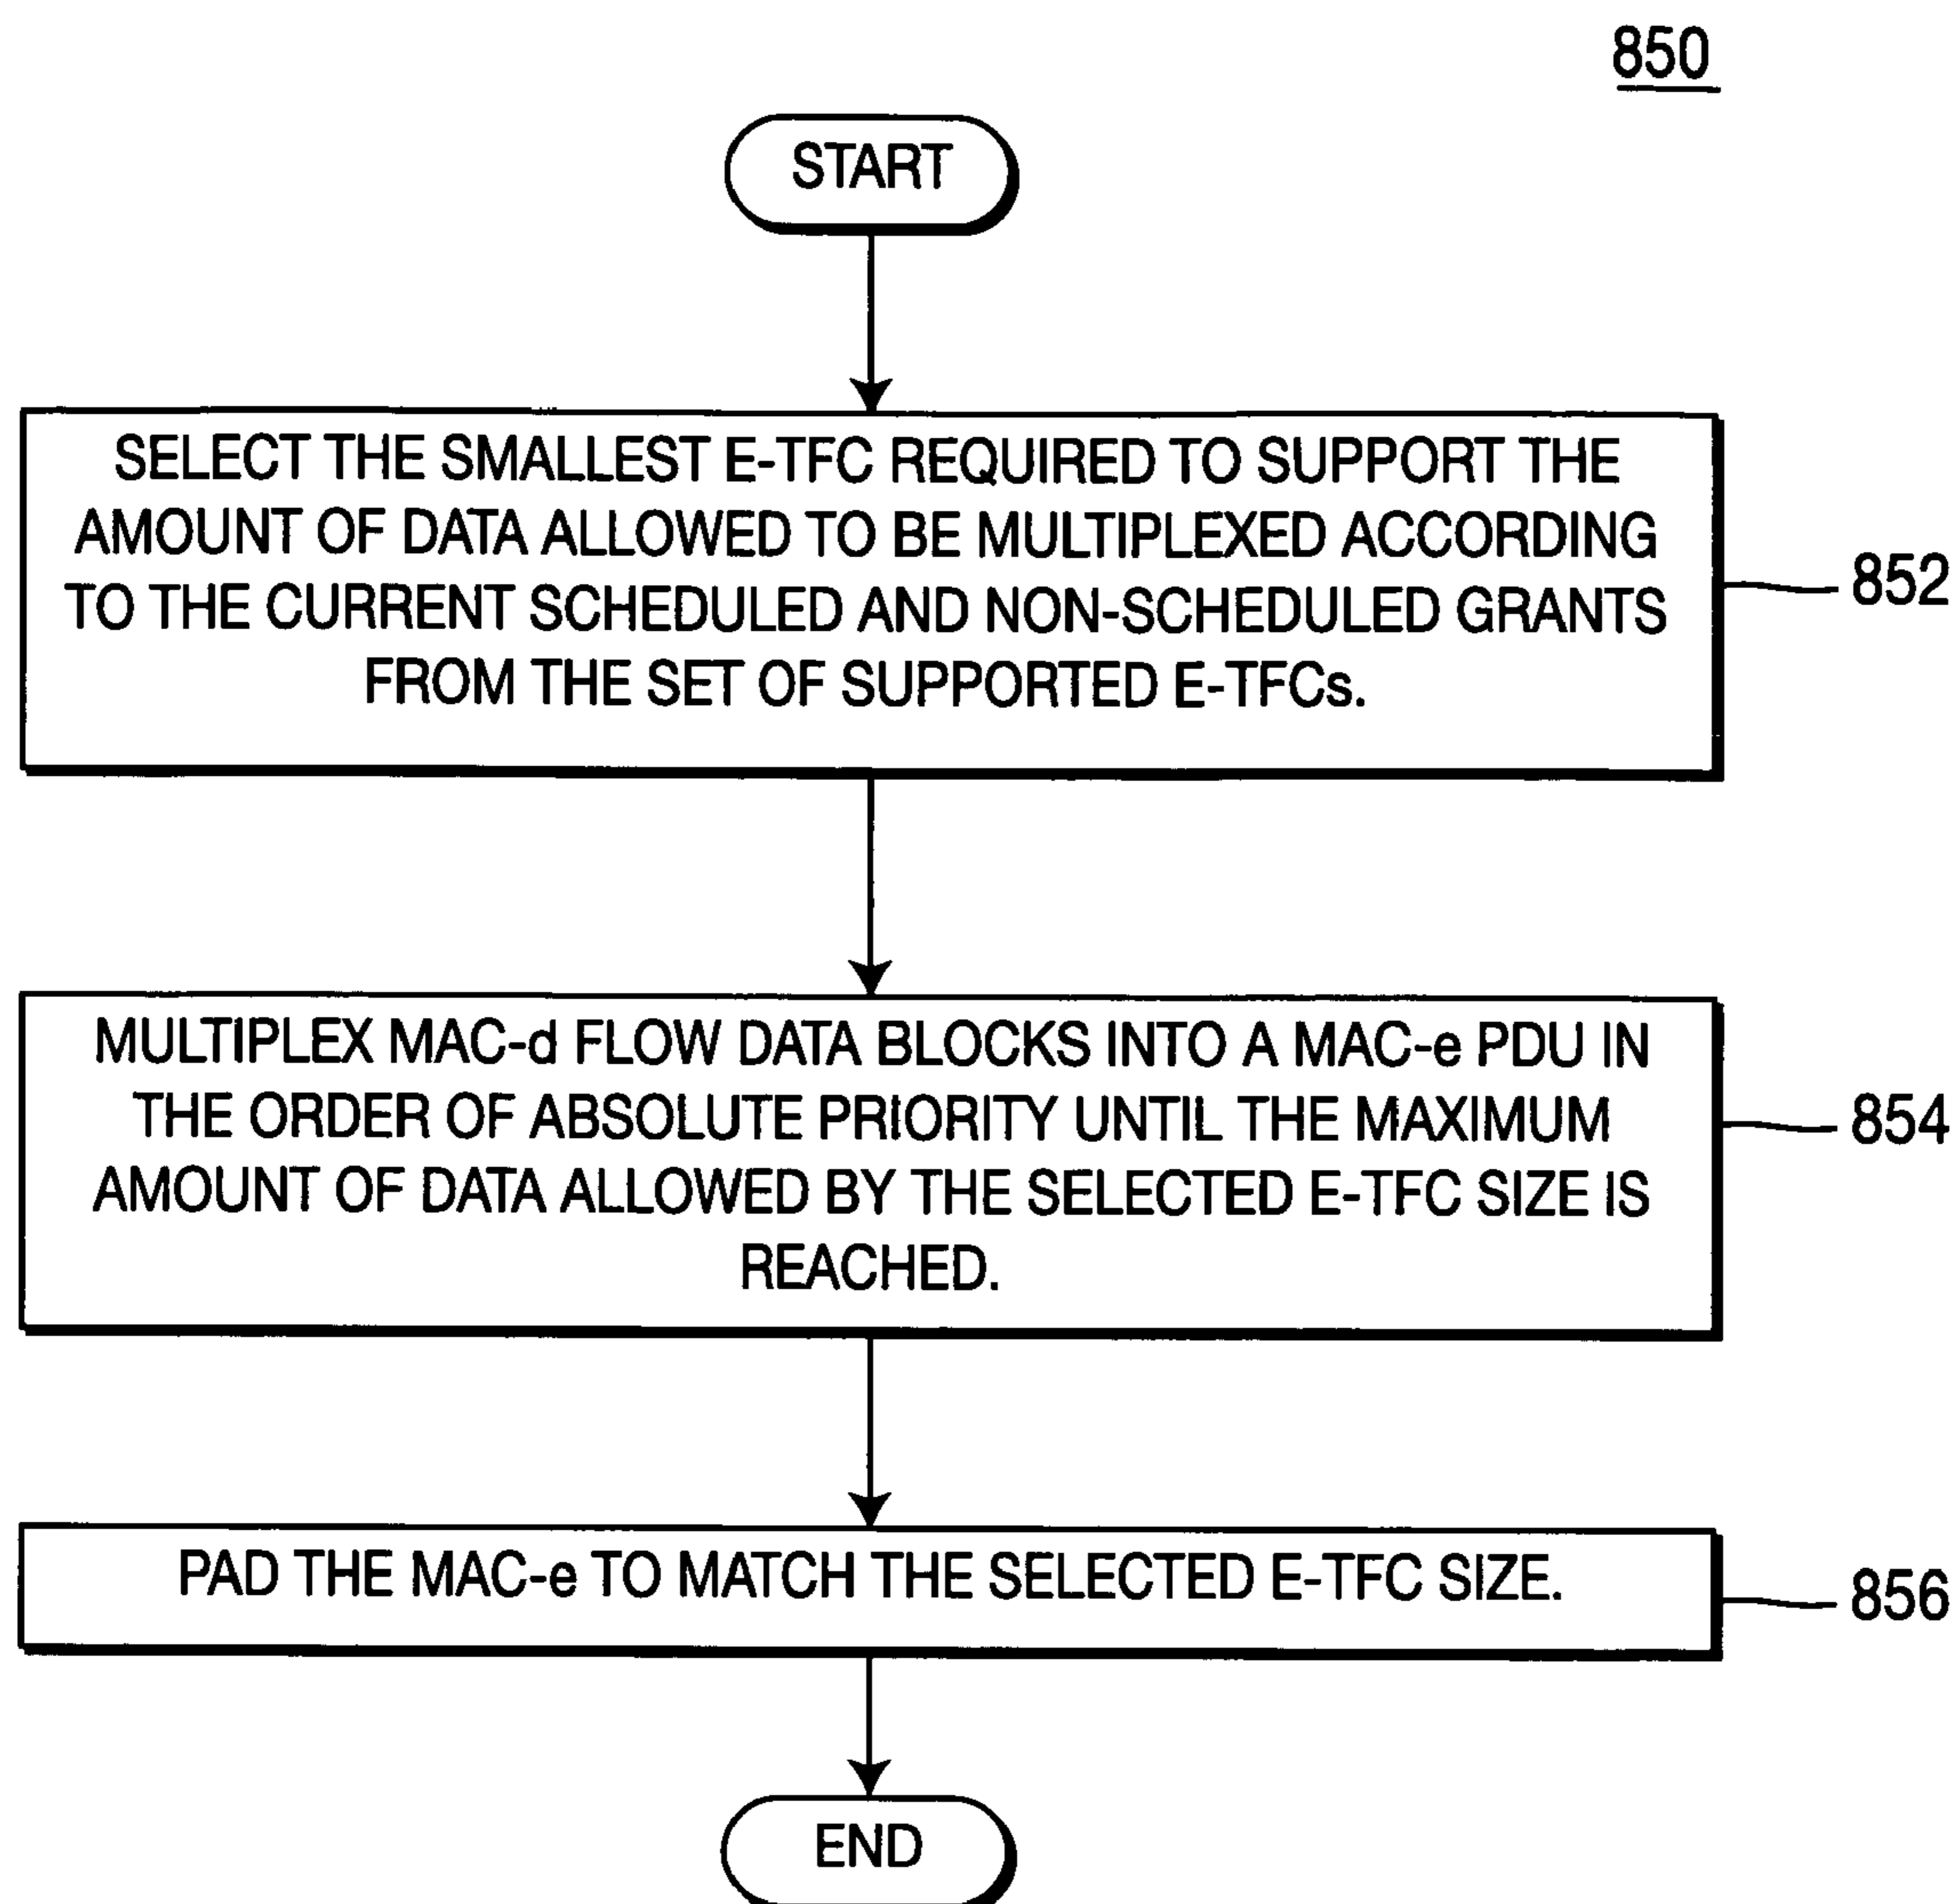 850
START
SELECT THE SMALLEST E-TFC REQUIRED TO SUPPORT THE
AMOUNT OF DATA ALLOWED TO BE MULTIPLEXED ACCORDING
TO THE CURRENT SCHEDULED AND NON-SCHEDULED GRANTS
FROM THE SET OF SUPPORTED E-TFCs.
852
MULTIPLEX MAC-d FLOW DATA BLOCKS INTO A MAC-e PDU IN
THE ORDER OF ABSOLUTE PRIORITY UNTIL THE MAXIMUM
AMOUNT OF DATA ALLOWED BY THE SELECTED E-TFC SIZE IS
REACHED.
854
PAD THE MAC-e TO MATCH THE SELECTED E-TFC SIZE.
856
END